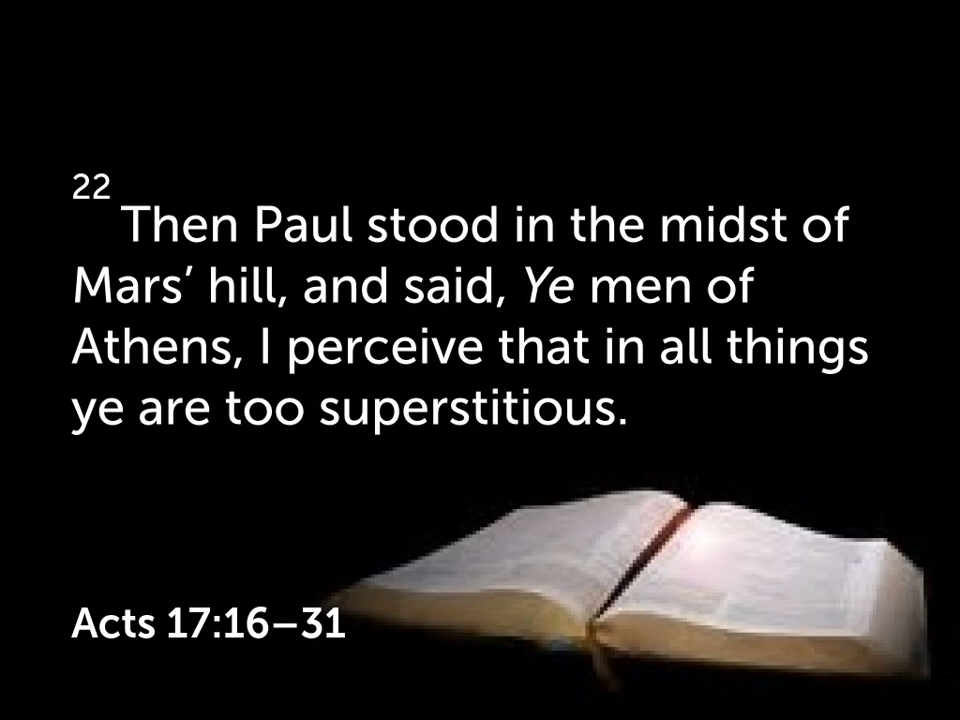 22
Then Paul stood in the midst of
Mars’ hill, and said, Ye men of
Athens, I perceive that in all things
ye are too superstitious.
Acts 17:16–31